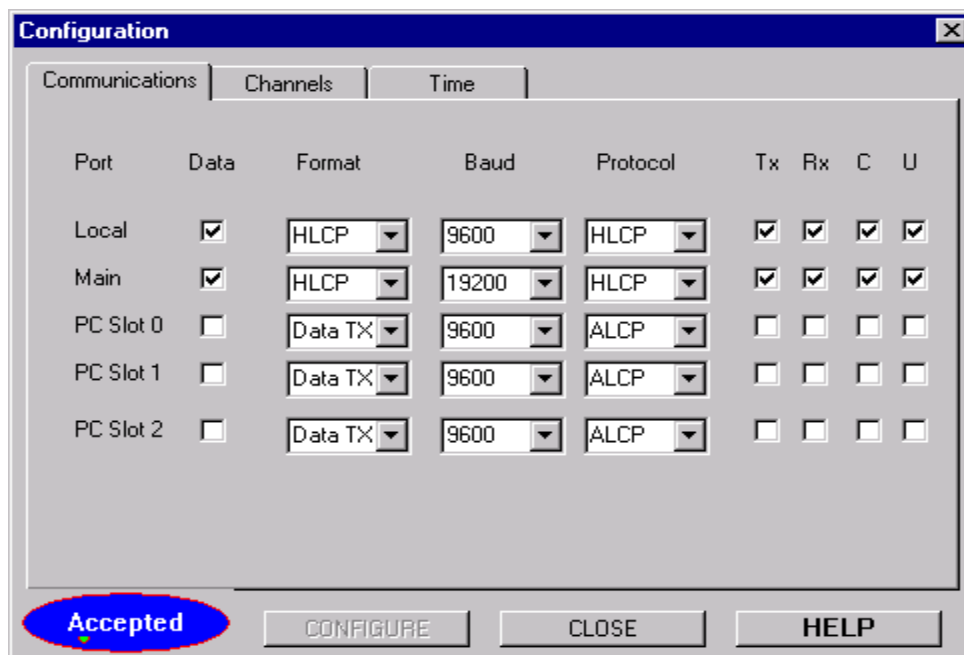 Configuration
Communications Channels Time
Port Data Format Baud Protocol Tx Rx C U
Local HLCP 9600 HLCP
Main HLCP 19200 HLCP
PC Slot 0 Data TX 9600 ALCP
PC Slot 1 Data TX 9600 ALCP
PC Slot 2 Data TX 9600 ALCP
Accepted CONFIGURE CLOSE HELP